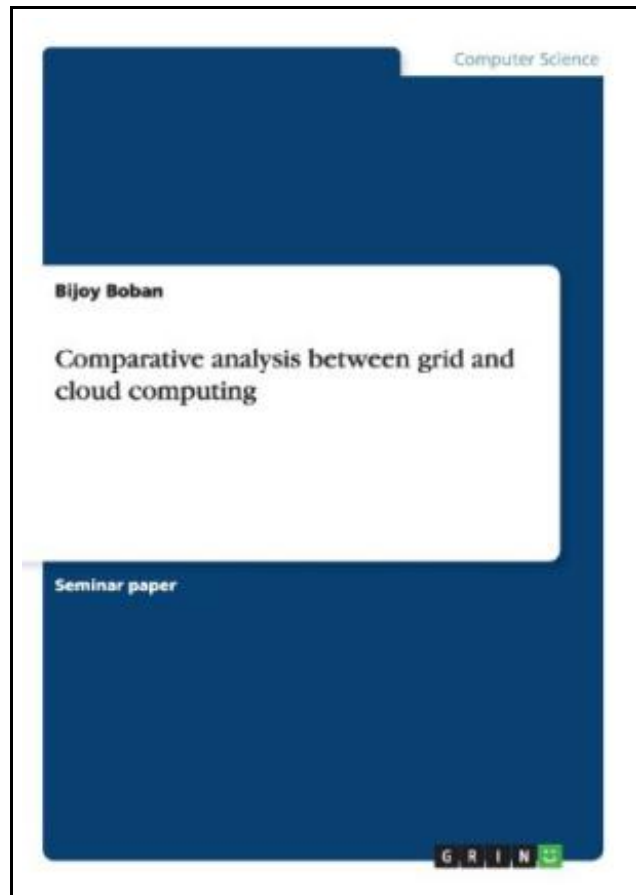 Computer Science
Bijoy Boban
Comparative analysis between grid and
cloud computing
Seminar paper
GRIN